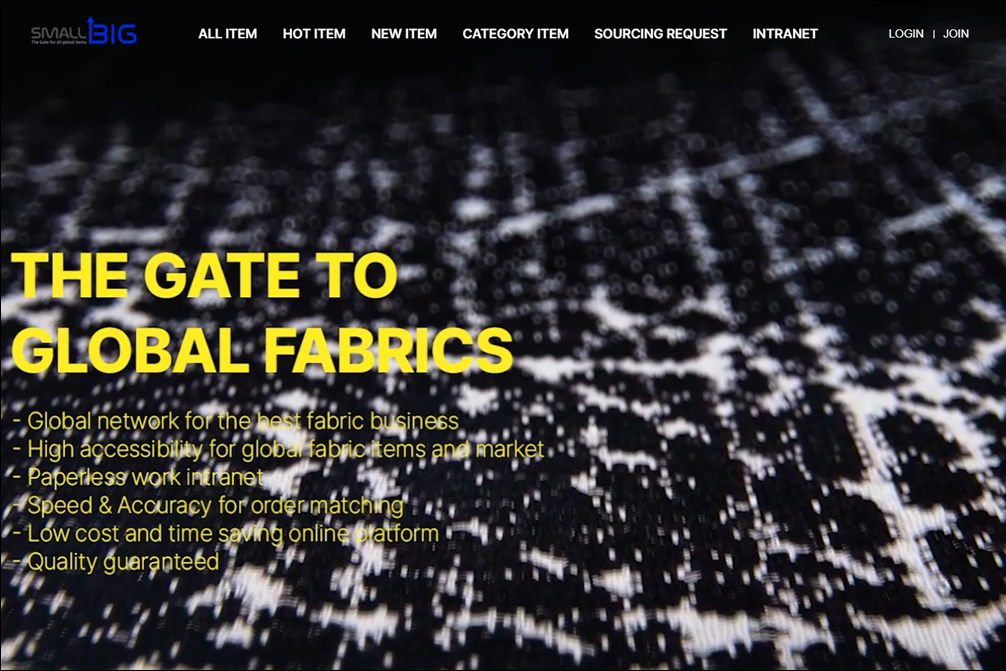 SMALL BIG
The Gate for all global items
ALL ITEM HOT ITEM NEW ITEM CATEGORY ITEM SOURCING REQUEST INTRANET LOGIN | JOIN
THE GATE TO
GLOBAL FABRICS
- Global network for the best fabric business
- High accessibility for global fabric items and market
- Paperless work intranet
- Speed & Accuracy for order matching
- Low cost and time saving online platform
- Quality guaranteed